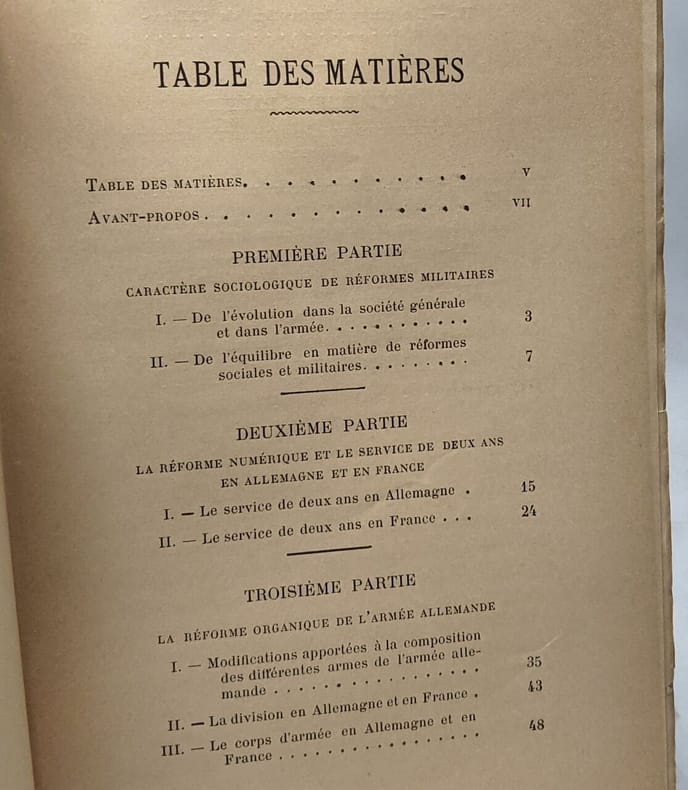 TABLE DES MATIÈRES
TABLE DES MATIÈRES. . . . . . . . . . . V
AVANT-PROPOS . . . . . . . . . . . . VII
PREMIÈRE PARTIE
CARACTÈRE SOCIOLOGIQUE DE RÉFORMES MILITAIRES
I. — De l'évolution dans la société générale
et dans l'armée. . . . . . . . . . . . 3
II. — De l'équilibre en matière de réformes
sociales et militaires. . . . . . . . . 7
DEUXIÈME PARTIE
LA RÉFORME NUMÉRIQUE ET LE SERVICE DE DEUX ANS
EN ALLEMAGNE ET EN FRANCE
I. — Le service de deux ans en Allemagne . 15
II. — Le service de deux ans en France . . . 24
TROISIÈME PARTIE
LA RÉFORME ORGANIQUE DE L'ARMÉE ALLEMANDE
I. — Modifications apportées à la composition
des différentes armes de l'armée alle-
mande . . . . . . . . . . . . . . 35
II. — La division en Allemagne et en France . 43
III. — Le corps d'armée en Allemagne et en
France . . . . . . . . . . . . . . 48